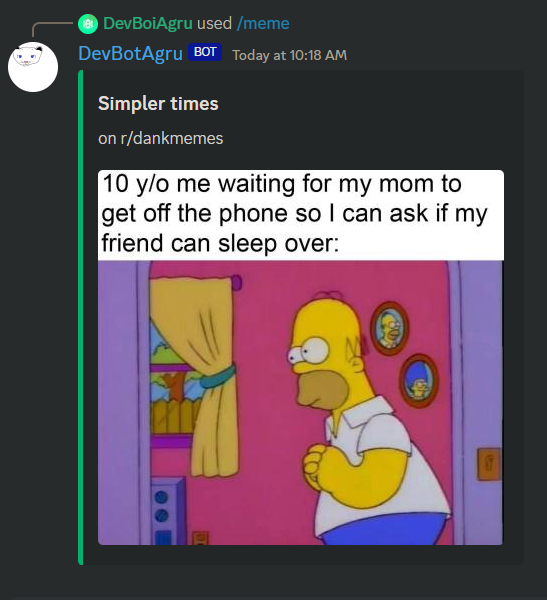 DevBoiAgru used /meme
DevBotAgru BOT Today at 10:18 AM
Simpler times
on r/dankmemes
10 y/o me waiting for my mom to
get off the phone so I can ask if my
friend can sleep over: